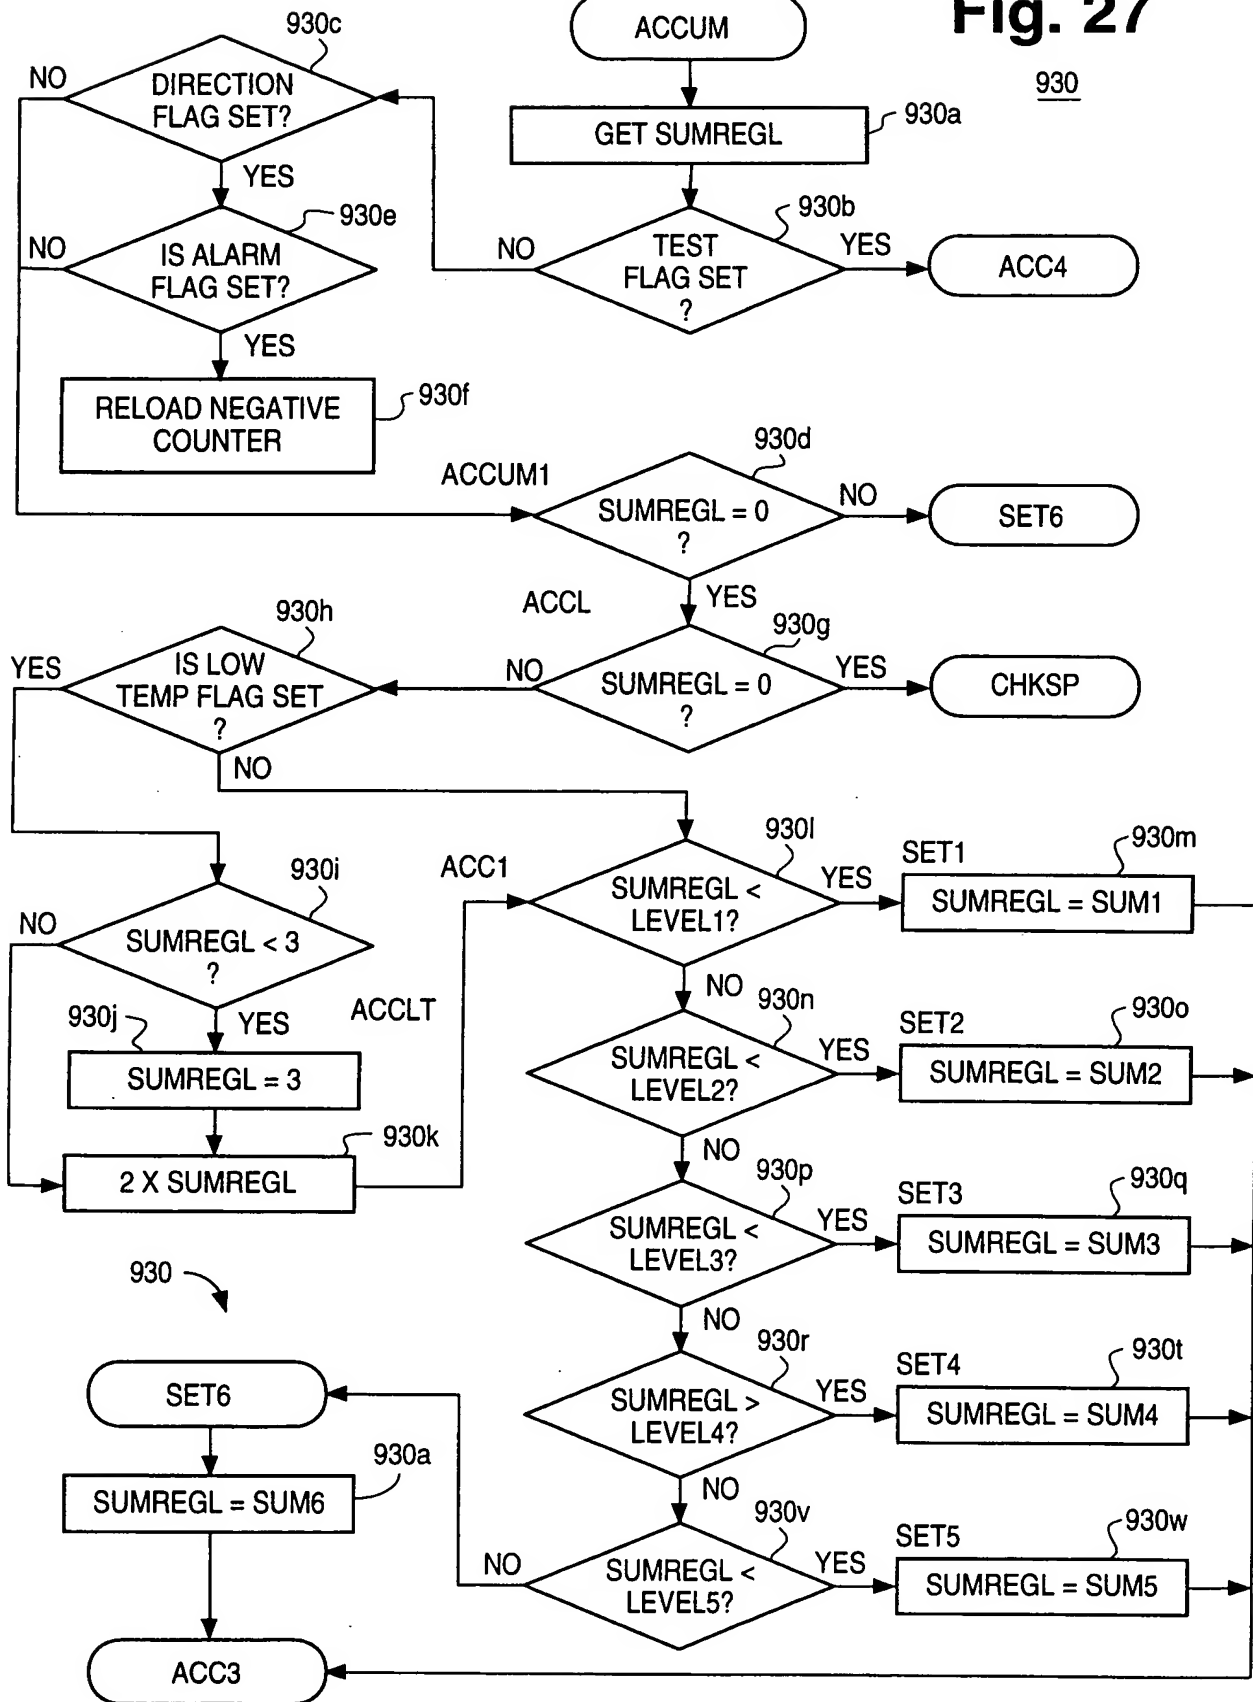 Fig. 27
930
ACCUM
930a
GET SUMREGL
930b
TEST
FLAG SET
?
YES
NO
ACC4
930c
DIRECTION
FLAG SET?
NO
YES
930e
IS ALARM
FLAG SET?
NO
YES
930f
RELOAD NEGATIVE
COUNTER
ACCUM1
930d
SUMREGL = 0
?
NO
SET6
YES
ACCL
930g
SUMREGL = 0
?
YES
CHKSP
NO
930h
IS LOW
TEMP FLAG SET
?
YES
NO
930i
SUMREGL < 3
?
NO
YES
ACCLT
930j
SUMREGL = 3
930k
2 X SUMREGL
ACC1
930l
SUMREGL <
LEVEL1?
YES
SET1
930m
SUMREGL = SUM1
NO
930n
SUMREGL <
LEVEL2?
YES
SET2
930o
SUMREGL = SUM2
NO
930p
SUMREGL <
LEVEL3?
YES
SET3
930q
SUMREGL = SUM3
NO
930r
SUMREGL >
LEVEL4?
YES
SET4
930t
SUMREGL = SUM4
NO
930v
SUMREGL <
LEVEL5?
YES
SET5
930w
SUMREGL = SUM5
NO
930
SET6
930a
SUMREGL = SUM6
ACC3